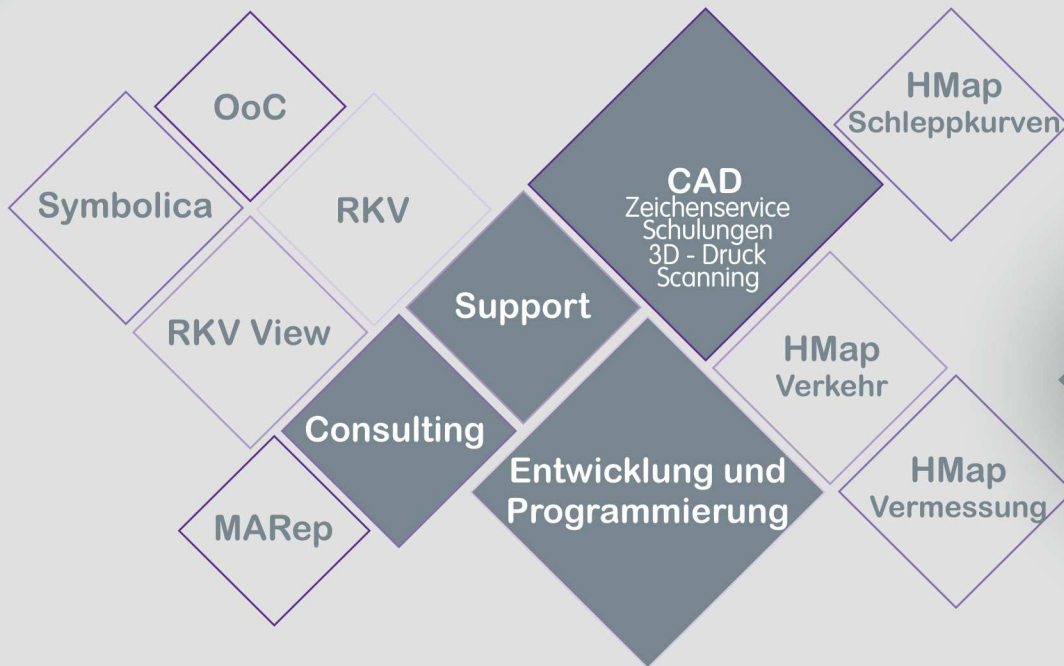 OoC
Symbolica
RKV
RKV View
MARep
Support
Consulting
CAD
Zeichenservice
Schulungen
3D - Druck
Scanning
Entwicklung und
Programmierung
HMap
Schleppkurven
HMap
Verkehr
HMap
Vermessung